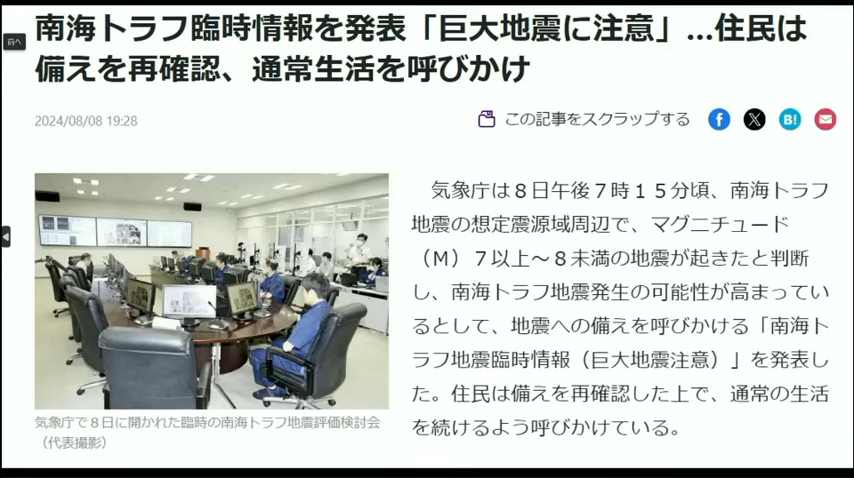 南海トラフ臨時情報を発表「巨大地震に注意」…住民は
備えを再確認、通常生活を呼びかけ
前へ
2024/08/08 19:28
この記事をスクラップする
f
X
B!
気象庁は８日午後７時１５分頃、南海トラフ
地震の想定震源域周辺で、マグニチュード
（Ｍ）７以上～８未満の地震が起きたと判断
し、南海トラフ地震発生の可能性が高まってい
るとして、地震への備えを呼びかける「南海ト
ラフ地震臨時情報（巨大地震注意）」を発表し
た。住民は備えを再確認した上で、通常の生活
を続けるよう呼びかけている。
気象庁で８日に開かれた臨時の南海トラフ地震評価検討会
（代表撮影）